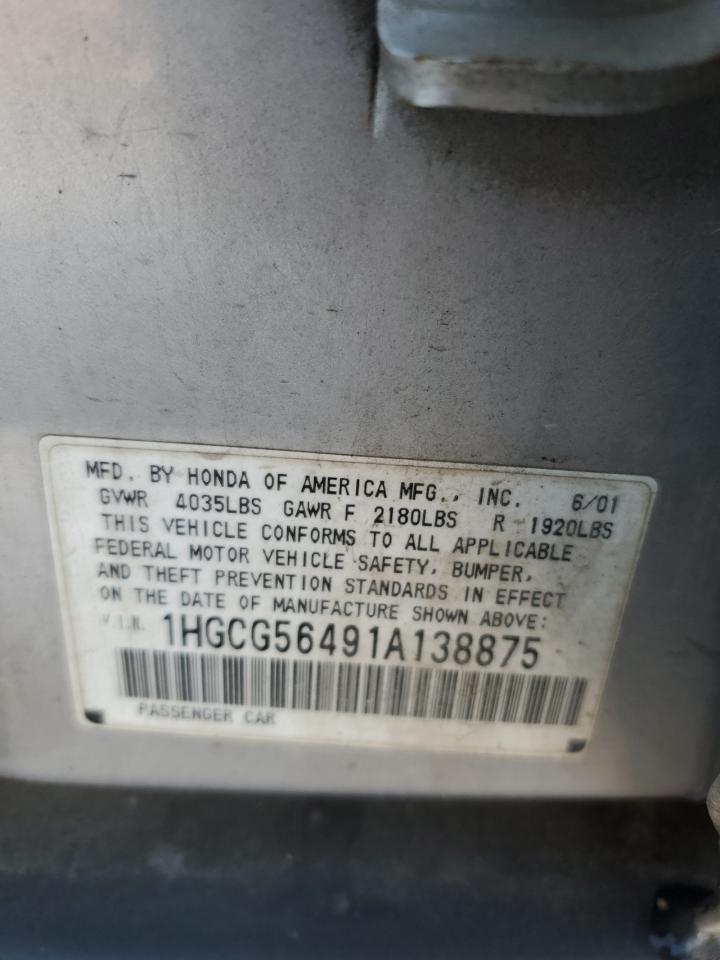 MFD. BY HONDA OF AMERICA MFG., INC. 6/01
GVWR 4035LBS GAWR F 2180LBS R 1920LBS
THIS VEHICLE CONFORMS TO ALL APPLICABLE
FEDERAL MOTOR VEHICLE SAFETY, BUMPER,
AND THEFT PREVENTION STANDARDS IN EFFECT
ON THE DATE OF MANUFACTURE SHOWN ABOVE:
V.I.N. 1HGCG56491A138875
PASSENGER CAR